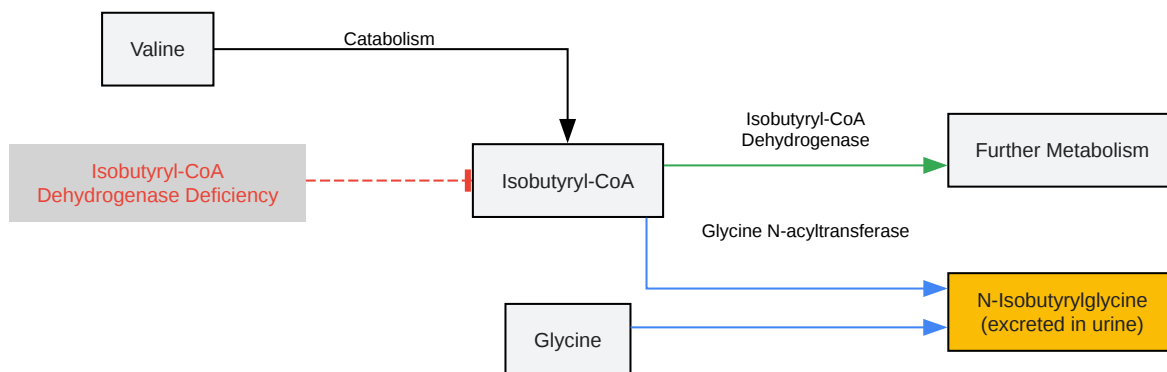 Valine
Catabolism
Isobutyryl-CoA
Dehydrogenase
Further Metabolism
Isobutyryl-CoA
Dehydrogenase Deficiency
Isobutyryl-CoA
Glycine N-acyltransferase
N-Isobutyrylglycine
(excreted in urine)
Glycine